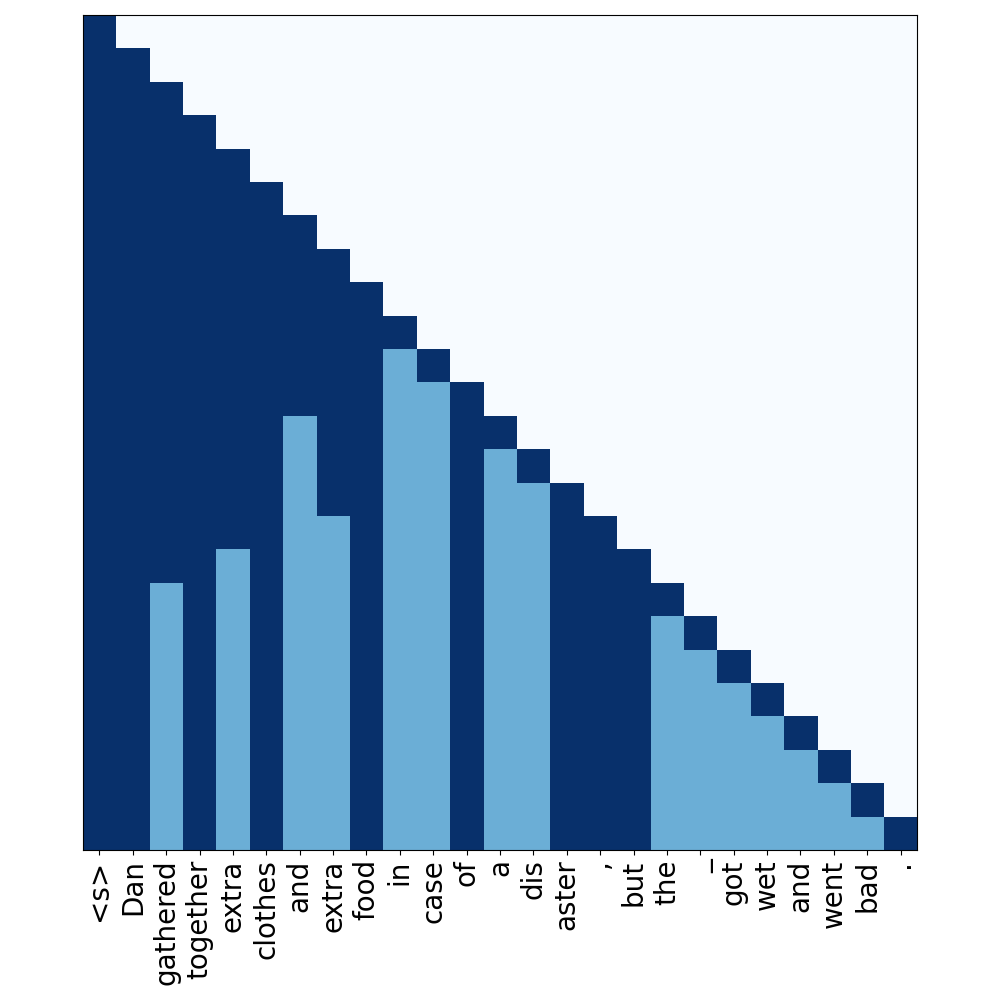 <s> Dan gathered together extra clothes and extra food in case of a dis aster , but the _ got wet and went bad .